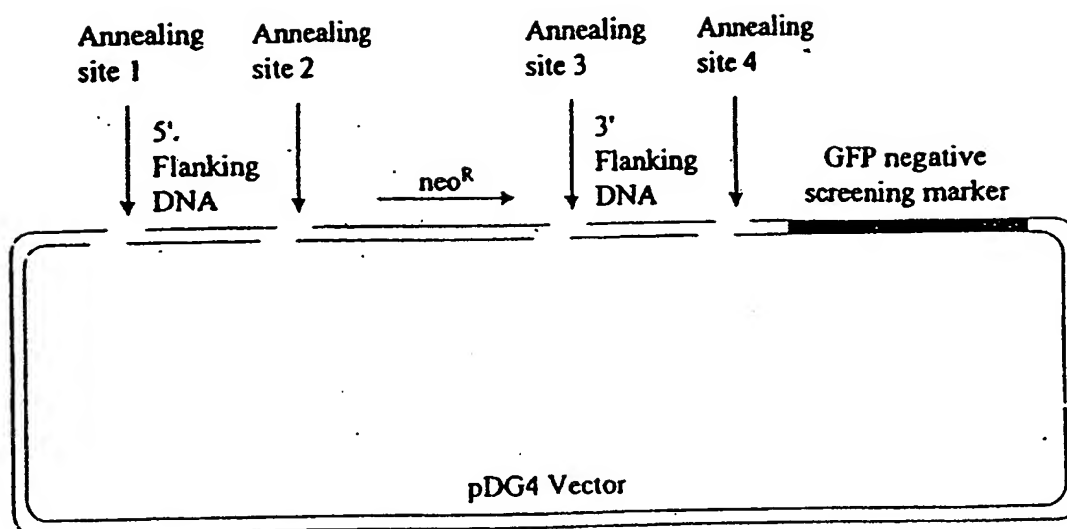 Annealing
site 1
Annealing
site 2
Annealing
site 3
Annealing
site 4
5'.
Flanking
DNA
neoR
3'
Flanking
DNA
GFP negative
screening marker
pDG4 Vector